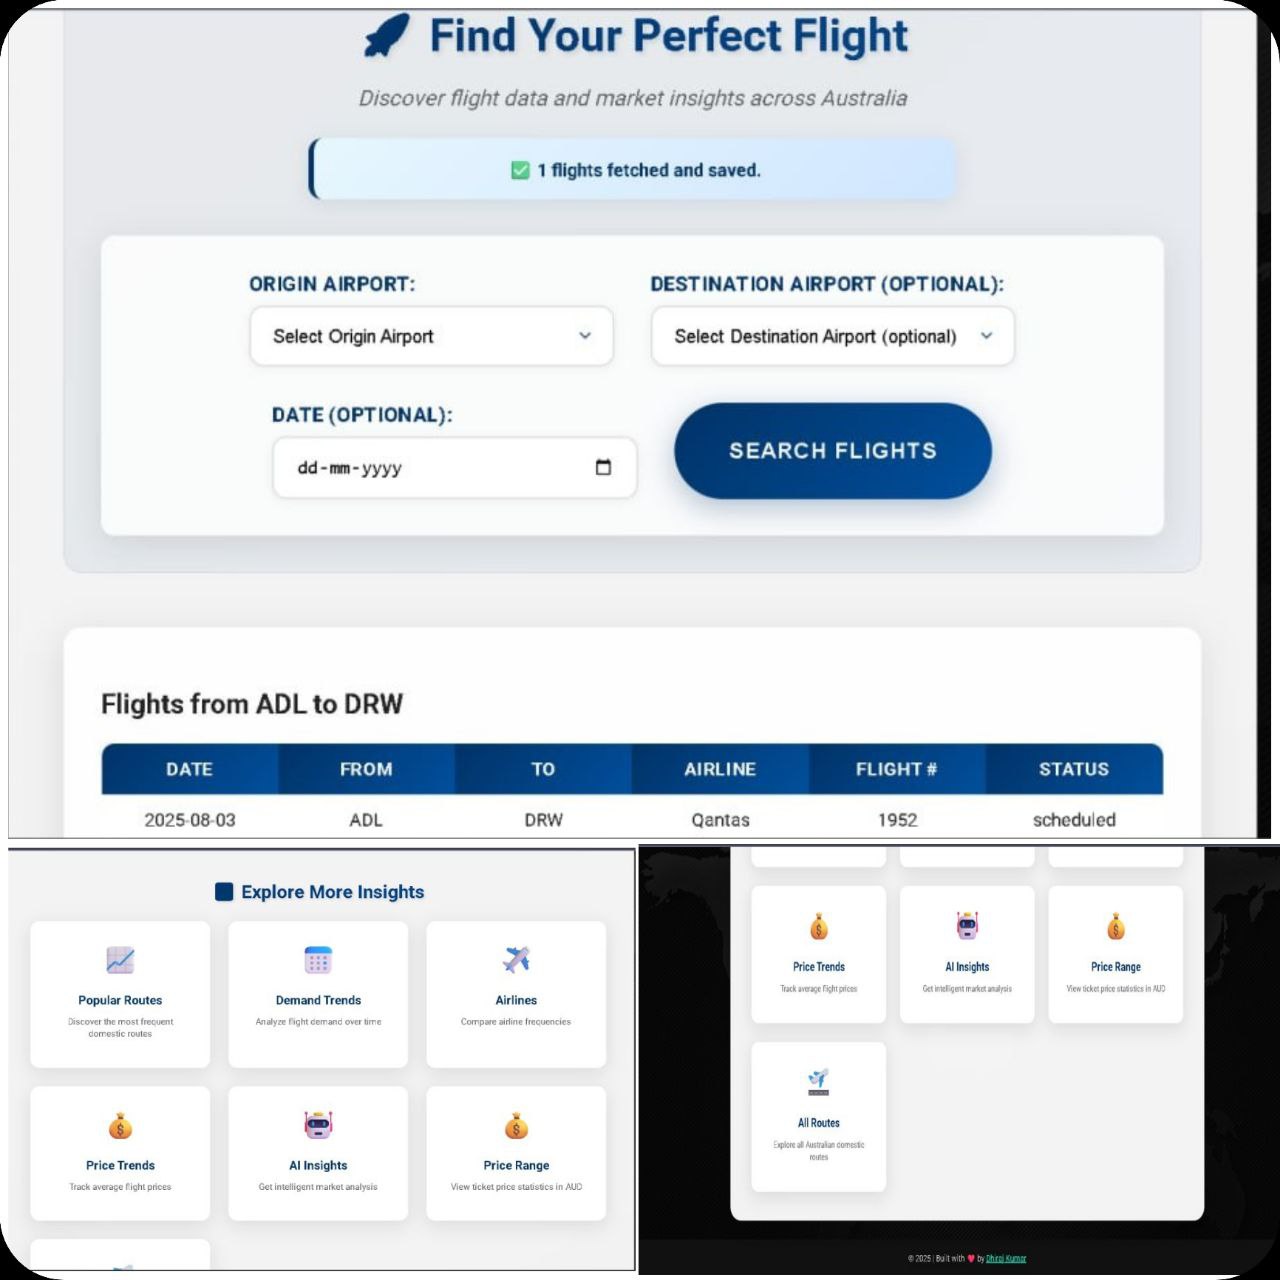 Find Your Perfect Flight
Discover flight data and market insights across Australia
✅ 1 flights fetched and saved.
ORIGIN AIRPORT:
DESTINATION AIRPORT (OPTIONAL):
Select Origin Airport
Select Destination Airport (optional)
DATE (OPTIONAL):
dd-mm-yyyy
SEARCH FLIGHTS
Flights from ADL to DRW
DATE FROM TO AIRLINE FLIGHT # STATUS
2025-08-03 ADL DRW Qantas 1952 scheduled
Explore More Insights
Popular Routes
Discover the most frequent
domestic routes
Demand Trends
Analyze flight demand over time
Airlines
Compare airline frequencies
Price Trends
Track average flight prices
AI Insights
Get intelligent market analysis
Price Range
View ticket price statistics in AUD
Price Trends
Track average flight prices
AI Insights
Get intelligent market analysis
Price Range
View ticket price statistics in AUD
All Routes
Explore all Australian domestic
routes
© 2025 | Built with ❤️ by Dhiraj Kumar